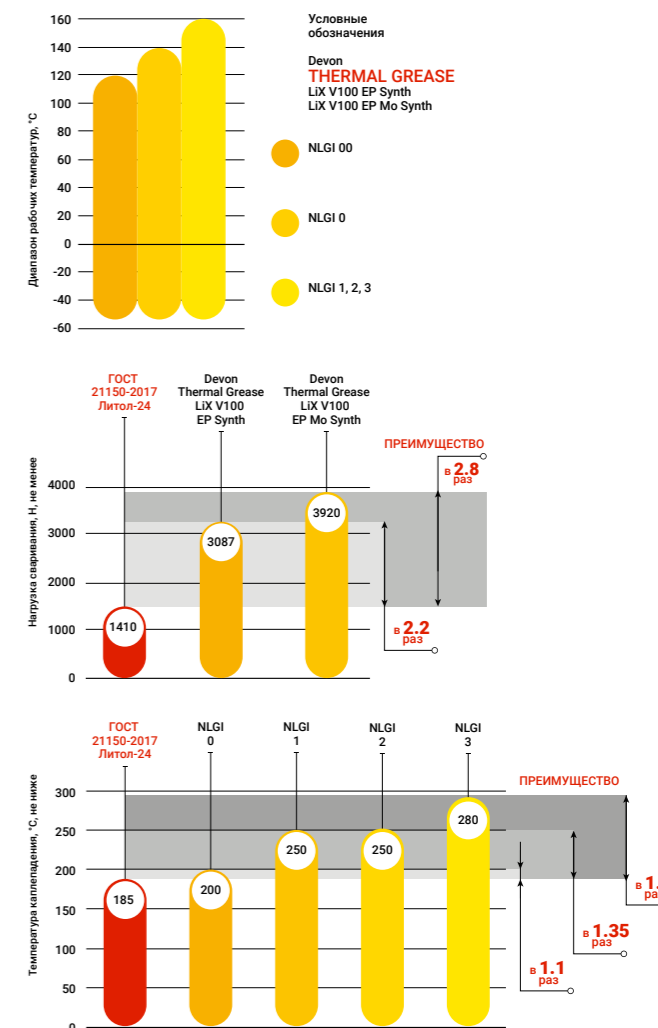 Условные
обозначения
Devon
THERMAL GREASE
LiX V100 EP Synth
LiX V100 EP Mo Synth
NLGI 00
NLGI 0
NLGI 1, 2, 3
Диапазон рабочих температур, °С
160
140
120
100
80
60
40
20
0
-20
-40
-60
ГОСТ
21150-2017
Литол-24
Devon
Thermal Grease
LiX V100
EP Synth
Devon
Thermal Grease
LiX V100
EP Mo Synth
ПРЕИМУЩЕСТВО
в 2.8
раз
Нагрузка сваривания, Н, не менее
4000
3000
2000
1000
0
1410
3087
3920
в 2.2
раз
ГОСТ
21150-2017
Литол-24
NLGI
0
NLGI
1
NLGI
2
NLGI
3
ПРЕИМУЩЕСТВО
Температура каплепадения, °С, не ниже
300
250
200
150
100
50
0
185
200
250
250
280
в 1.
раз
в 1.35
раз
в 1.1
раз